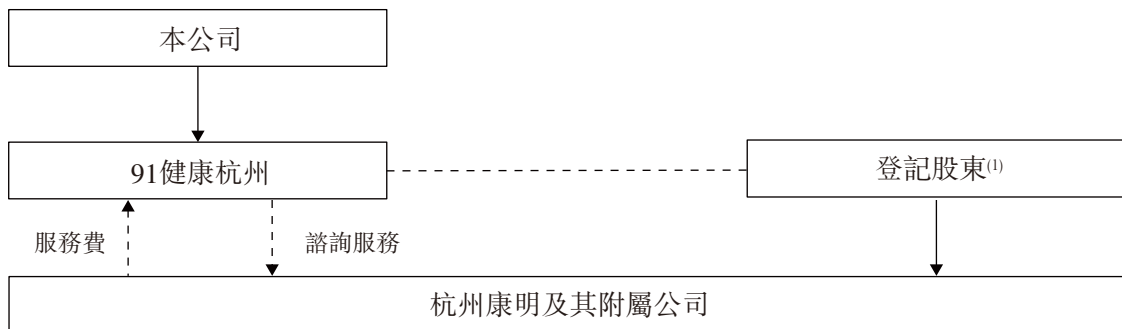 本公司
91健康杭州
登記股東(1)
服務費
諮詢服務
杭州康明及其附屬公司